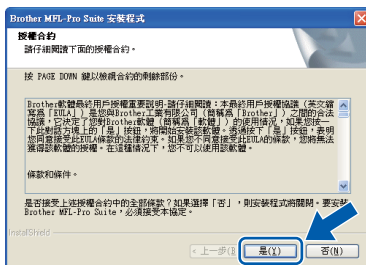 Brother MFL-Pro Suite 安裝程式
授權合約
請仔細閱讀下面的授權合約。
按 PAGE DOWN 鍵以檢視合約的剩餘部份。
Brother軟體最終用戶授權重要說明-請仔細閱讀：本最終用戶授權協議（英文縮
寫為「EULA」）是您與Brother工業有限公司（簡稱為「Brother」）之間的合法
協議，它決定了您對Brother軟體（簡稱為「軟體」）的使用情況，如果您按一
下此對話方塊上的「是」按鈕，將開始安裝該軟體。透過按下「是」按鈕，表明
您同意接受此EULA條款的法律約束。如果您不同意接受此EULA的條款，您將無法
獲得該軟體的授權。在這種情況下，您不可以使用該軟體。
條款和條件。
是否接受上述授權合約中的全部條款？如果選擇「否」，則安裝程式將關閉。要安裝
Brother MFL-Pro Suite，必須接受本協定。
InstallShield
< 上一步(B) 是(Y) 否(N)